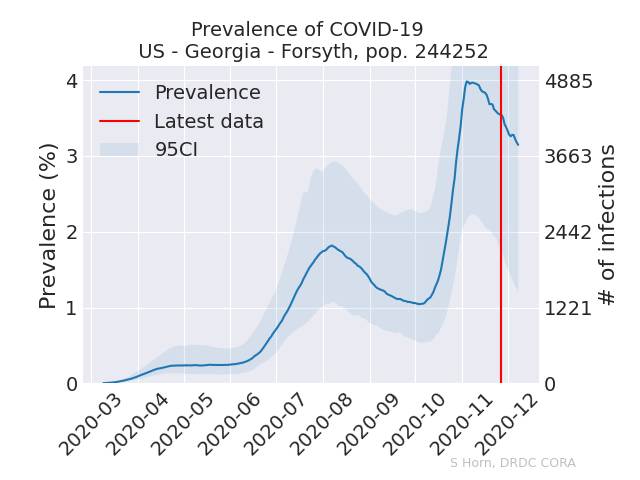 Prevalence of COVID-19
US - Georgia - Forsyth, pop. 244252
Prevalence
Latest data
95CI
Prevalence (%)
4
3
2
1
0
4885
3663
2442
1221
0
# of infections
2020-03
2020-04
2020-05
2020-06
2020-07
2020-08
2020-09
2020-10
2020-11
2020-12
S Horn, DRDC CORA